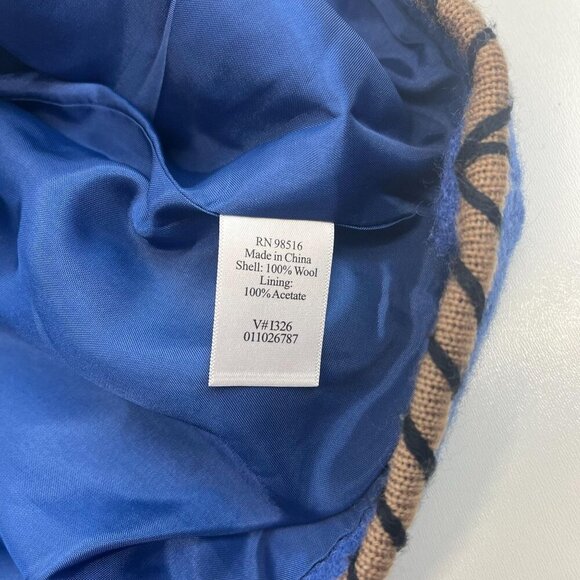 RN 98516
Made in China
Shell: 100% Wool
Lining:
100% Acetate
V# I326
011026787